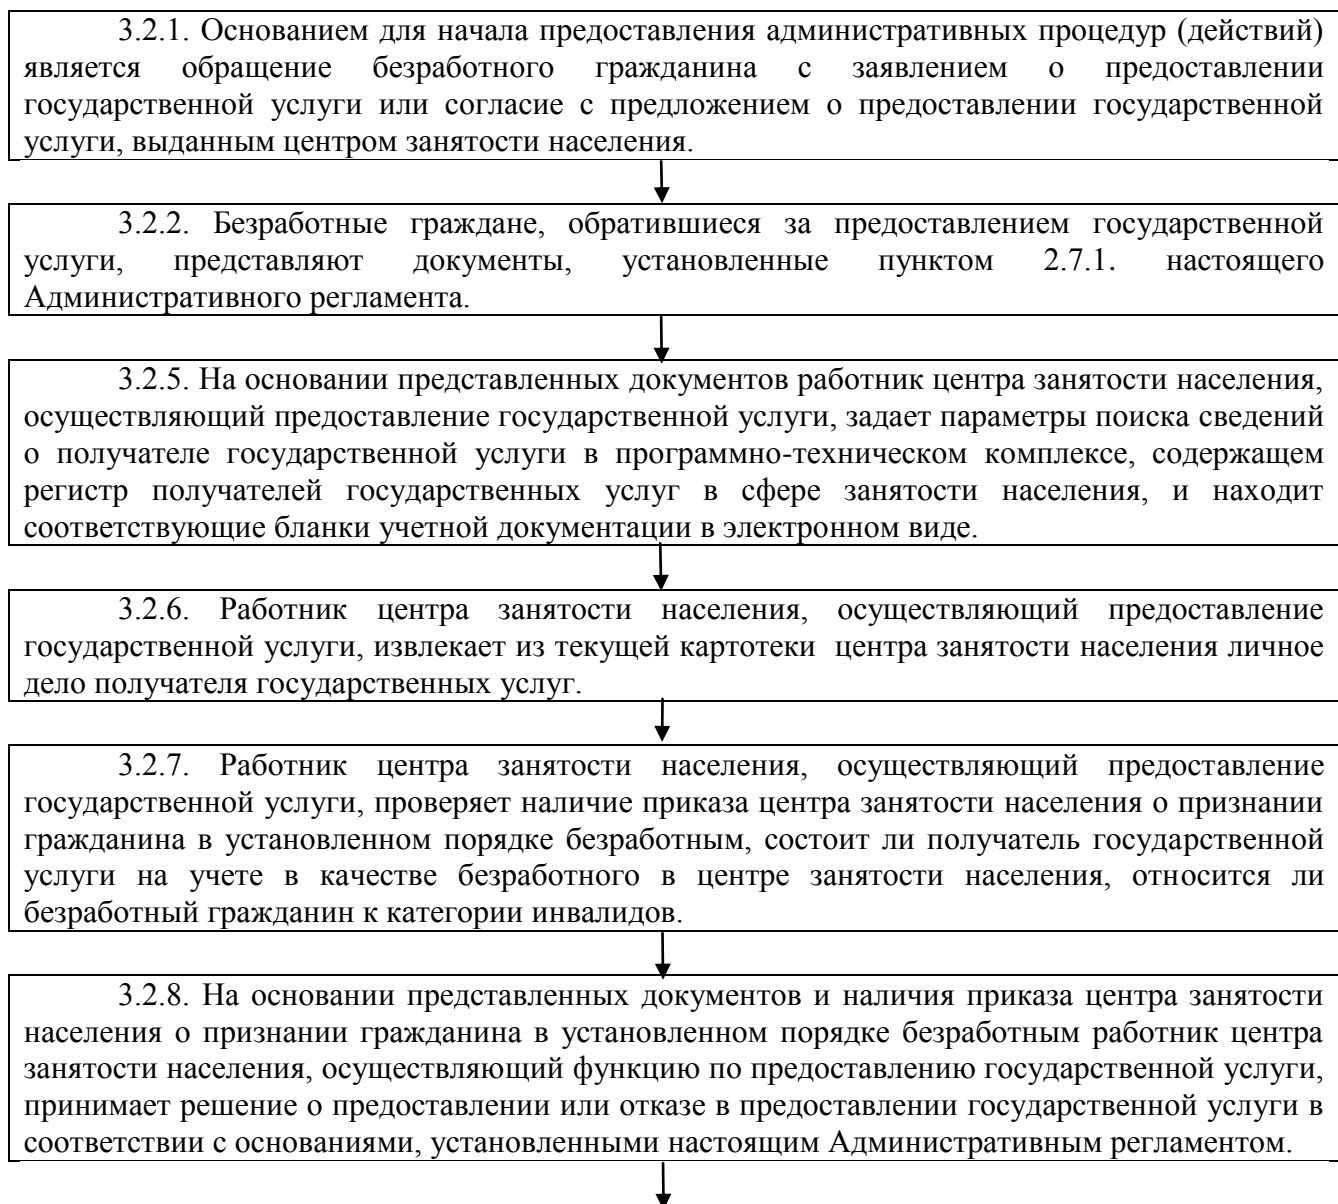 3.2.1. Основанием для начала предоставления административных процедур (действий)
является обращение безработного гражданина с заявлением о предоставлении
государственной услуги или согласие с предложением о предоставлении государственной
услуги, выданным центром занятости населения.
3.2.2. Безработные граждане, обратившиеся за предоставлением государственной
услуги, представляют документы, установленные пунктом 2.7.1. настоящего
Административного регламента.
3.2.5. На основании представленных документов работник центра занятости населения,
осуществляющий предоставление государственной услуги, задает параметры поиска сведений
о получателе государственной услуги в программно-техническом комплексе, содержащем
регистр получателей государственных услуг в сфере занятости населения, и находит
соответствующие бланки учетной документации в электронном виде.
3.2.6. Работник центра занятости населения, осуществляющий предоставление
государственной услуги, извлекает из текущей картотеки центра занятости населения личное
дело получателя государственных услуг.
3.2.7. Работник центра занятости населения, осуществляющий предоставление
государственной услуги, проверяет наличие приказа центра занятости населения о признании
гражданина в установленном порядке безработным, состоит ли получатель государственной
услуги на учете в качестве безработного в центре занятости населения, относится ли
безработный гражданин к категории инвалидов.
3.2.8. На основании представленных документов и наличия приказа центра занятости
населения о признании гражданина в установленном порядке безработным работник центра
занятости населения, осуществляющий функцию по предоставлению государственной услуги,
принимает решение о предоставлении или отказе в предоставлении государственной услуги в
соответствии с основаниями, установленными настоящим Административным регламентом.